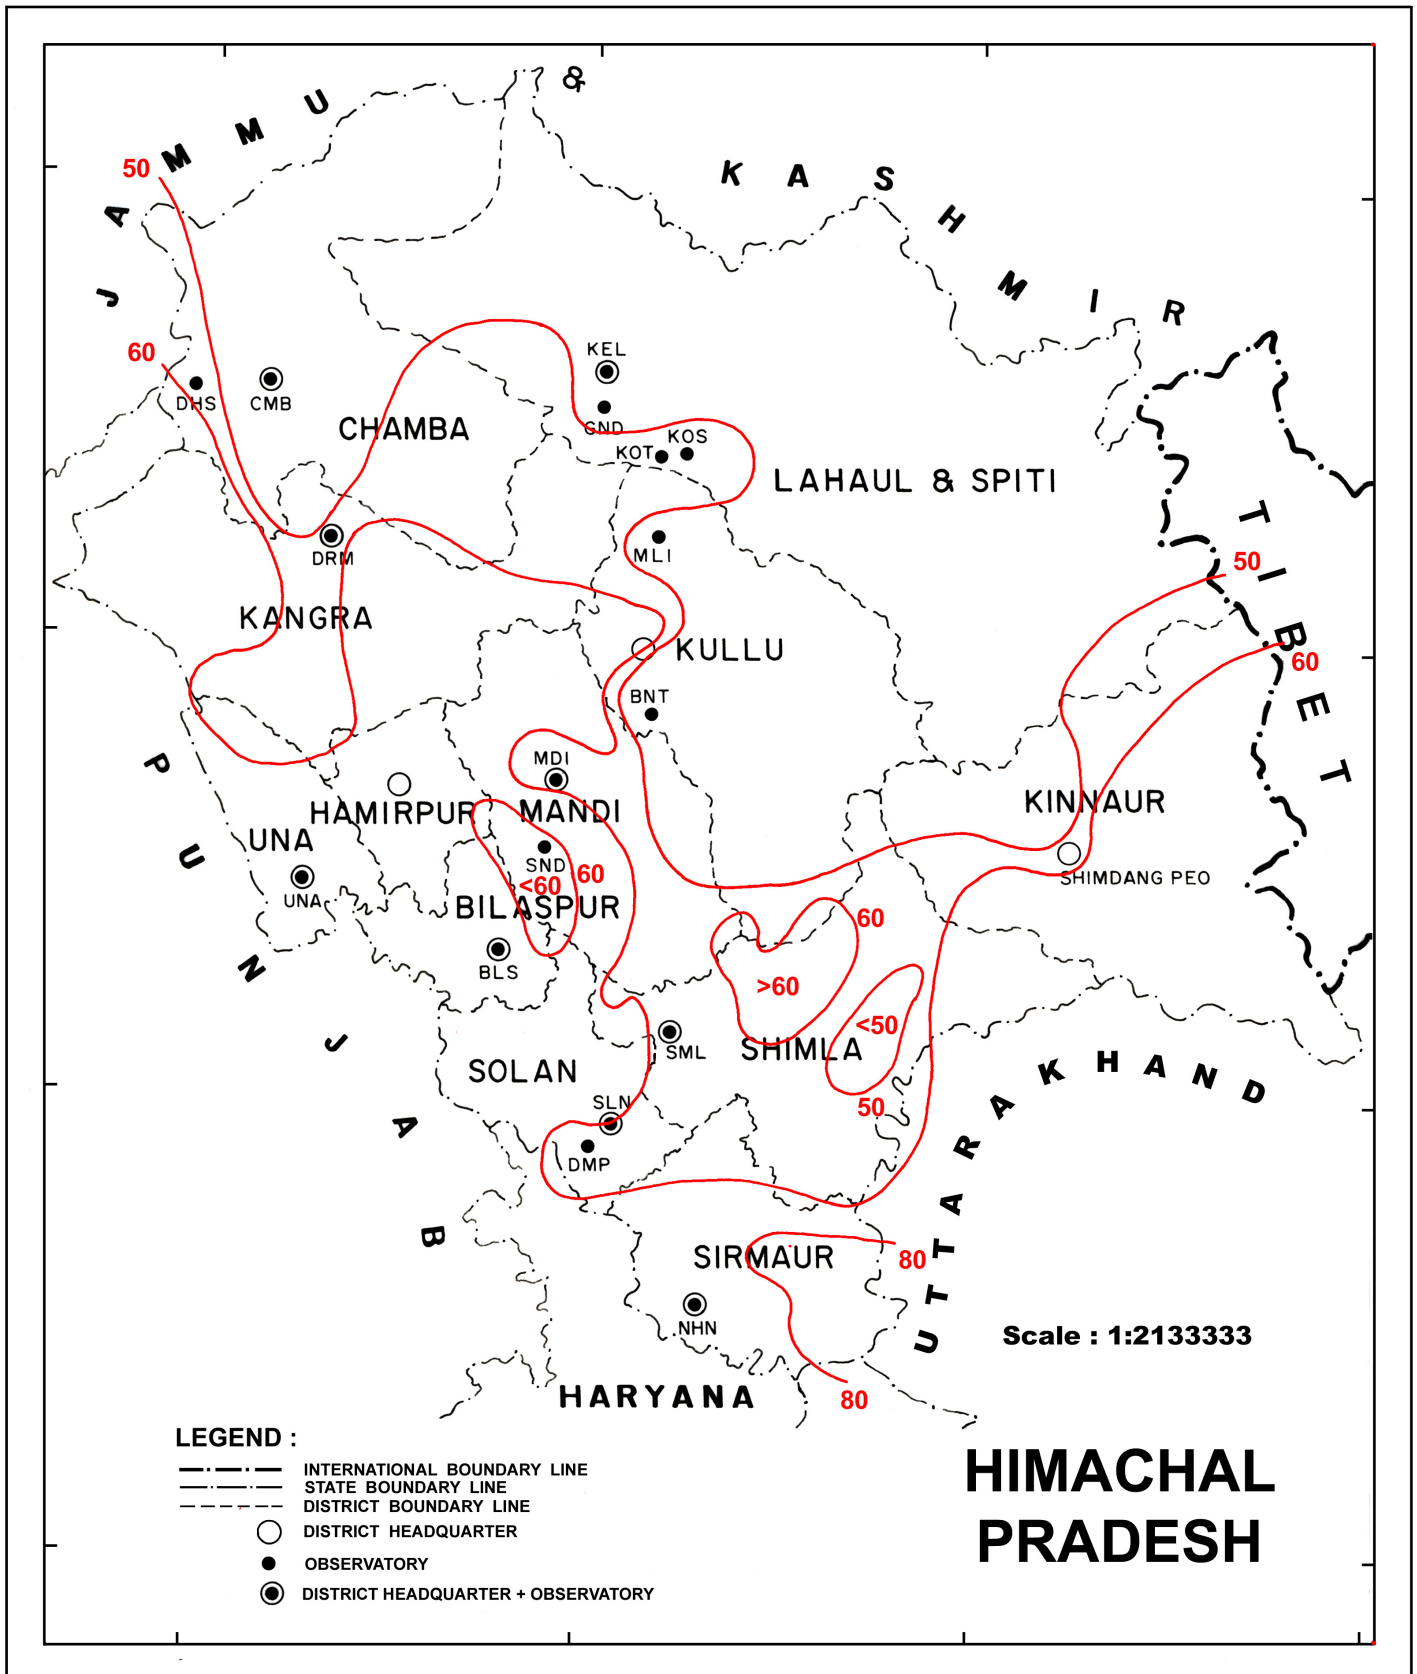 JAMMU & KASHMIR
50
60
KEL
DHS
CMB
GND
CHAMBA
KOS
KOT
LAHAUL & SPITI
TIBET
DRM
MLI
50
KANGRA
KULLU
60
BNT
PUNJAB
MDI
HAMIRPUR
MANDI
KINNAUR
UNA
SND
60
<60
UNA
SHIMDANG PEO
BILASPUR
60
BLS
>60
<50
SML
SHIMLA
SOLAN
UTTARAKHAND
SLN
50
DMP
SIRMAUR
80
NHN
Scale : 1:2133333
HARYANA
80
LEGEND :
INTERNATIONAL BOUNDARY LINE
STATE BOUNDARY LINE
DISTRICT BOUNDARY LINE
DISTRICT HEADQUARTER
OBSERVATORY
DISTRICT HEADQUARTER + OBSERVATORY
HIMACHAL
PRADESH